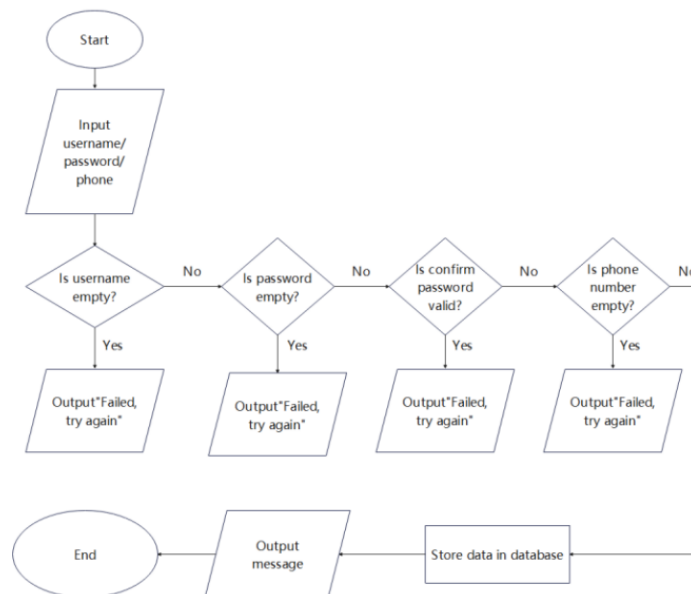 Start
Input
username/
password/
phone
Is username
empty?
No
Is password
empty?
No
Is confirm
password
valid?
No
Is phone
number
empty?
No
Yes
Yes
Yes
Yes
Output"Failed,
try again"
Output"Failed,
try again"
Output"Failed,
try again"
Output"Failed,
try again"
End
Output
message
Store data in database